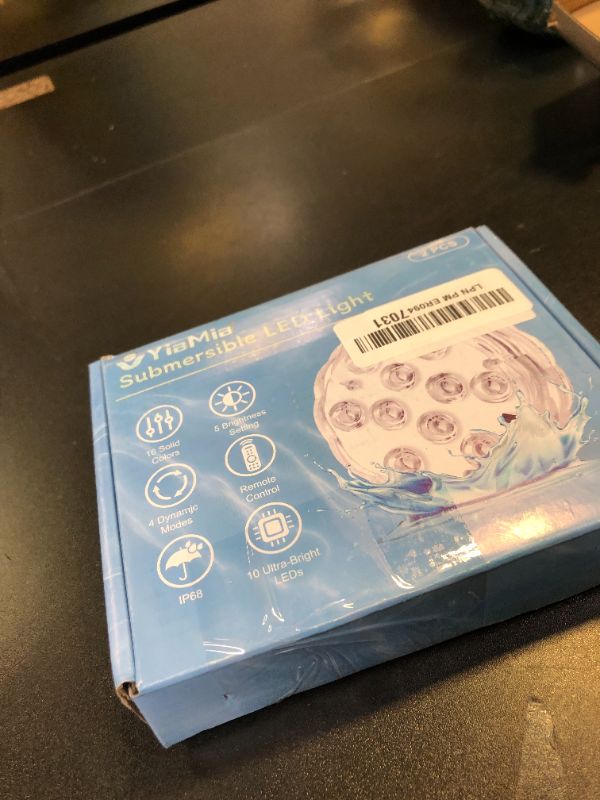 2 PCS
LPN PM ER0947031
YiaMia
Submersible LED Light
16 Solid
Colors
5 Brightness
Setting
4 Dynamic
Modes
Remote
Control
IP68
10 Ultra-Bright
LEDs